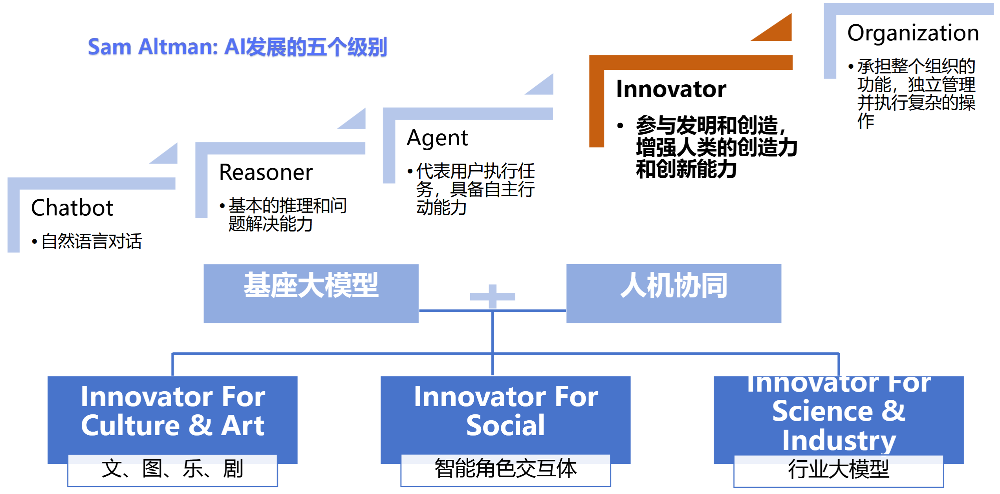 Sam Altman: AI发展的五个级别
Chatbot
• 自然语言对话
Reasoner
• 基本的推理和问
题解决能力
Agent
• 代表用户执行任
务，具备自主行
动能力
Innovator
• 参与发明和创造，
增强人类的创造力
和创新能力
Organization
• 承担整个组织的
功能，独立管理
并执行复杂的操
作
基座大模型
人机协同
Innovator For
Culture & Art
文、图、乐、剧
Innovator For
Social
智能角色交互体
Innovator For
Science &
Industry
行业大模型